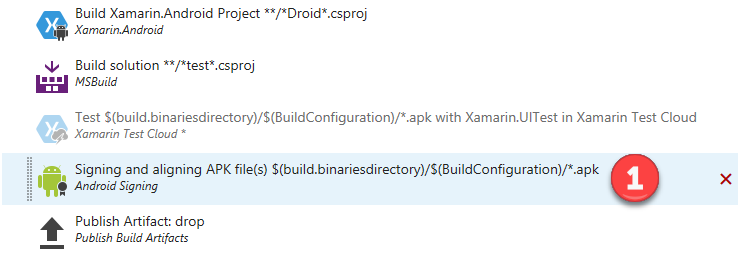 Build Xamarin.Android Project **/*Droid*.csproj
Xamarin.Android
Build solution **/*test*.csproj
MSBuild
Test $(build.binariesdirectory)/$(BuildConfiguration)/*.apk with Xamarin.UITest in Xamarin Test Cloud
Xamarin Test Cloud *
Signing and aligning APK file(s) $(build.binariesdirectory)/$(BuildConfiguration)/*.apk
1
Android Signing
Publish Artifact: drop
Publish Build Artifacts